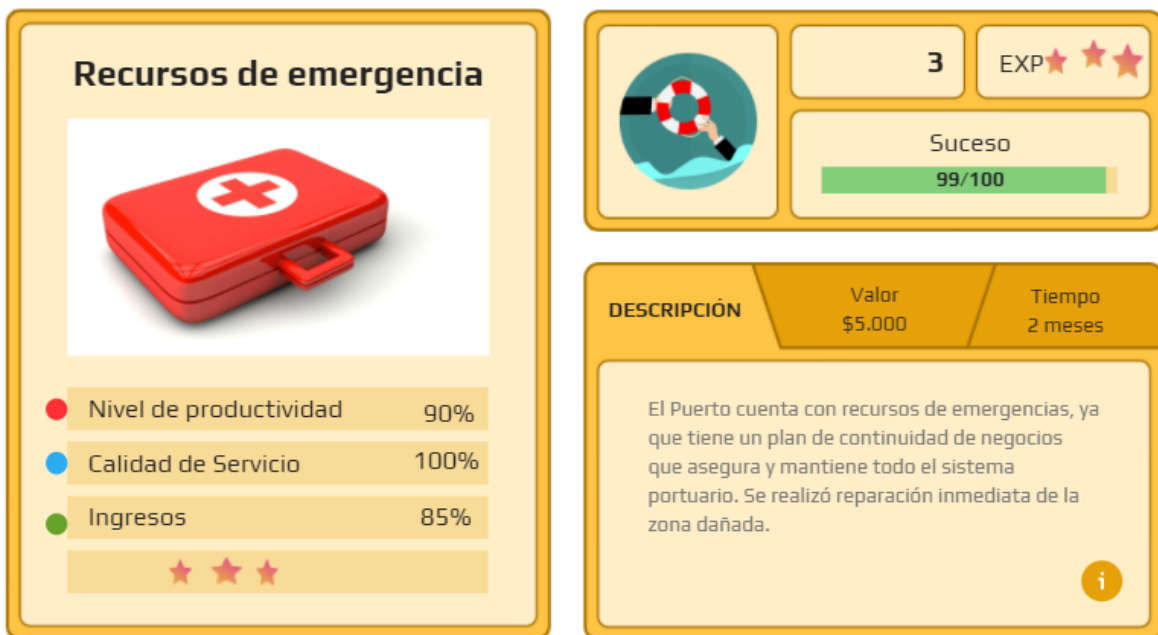 Recursos de emergencia
Nivel de productividad 90%
Calidad de Servicio 100%
Ingresos 85%
3
EXP
Suceso
99/100
DESCRIPCIÓN
Valor
$5.000
Tiempo
2 meses
El Puerto cuenta con recursos de emergencias, ya
que tiene un plan de continuidad de negocios
que asegura y mantiene todo el sistema
portuario. Se realizó reparación inmediata de la
zona dañada.
i